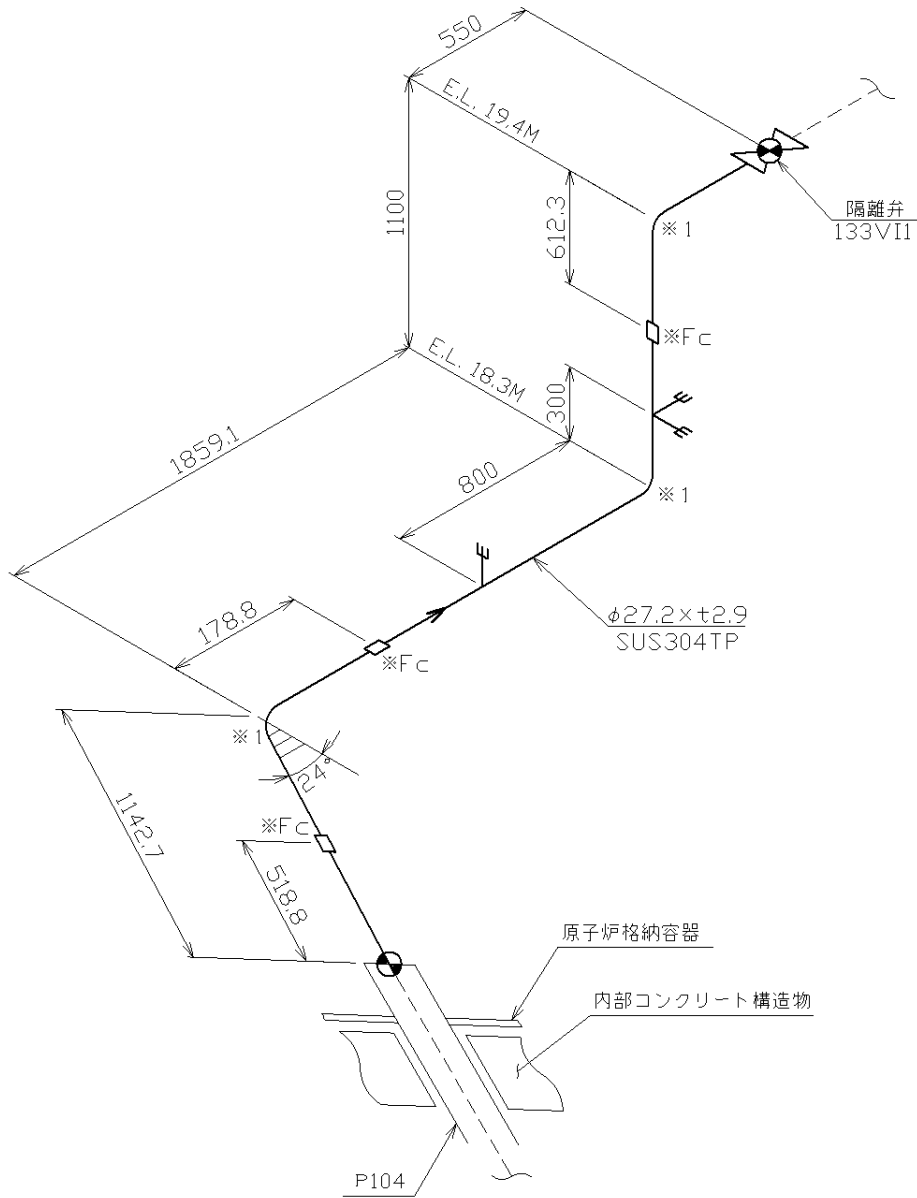 550
E.L. 19.4M
1100
612.3
※1
隔離弁
133VI1
※Fc
E.L. 18.3M
300
1859.1
800
※1
178.8
φ27.2×t2.9
SUS304TP
※Fc
※1
24°
1142.7
※Fc
518.8
原子炉格納容器
内部コンクリート構造物
P104